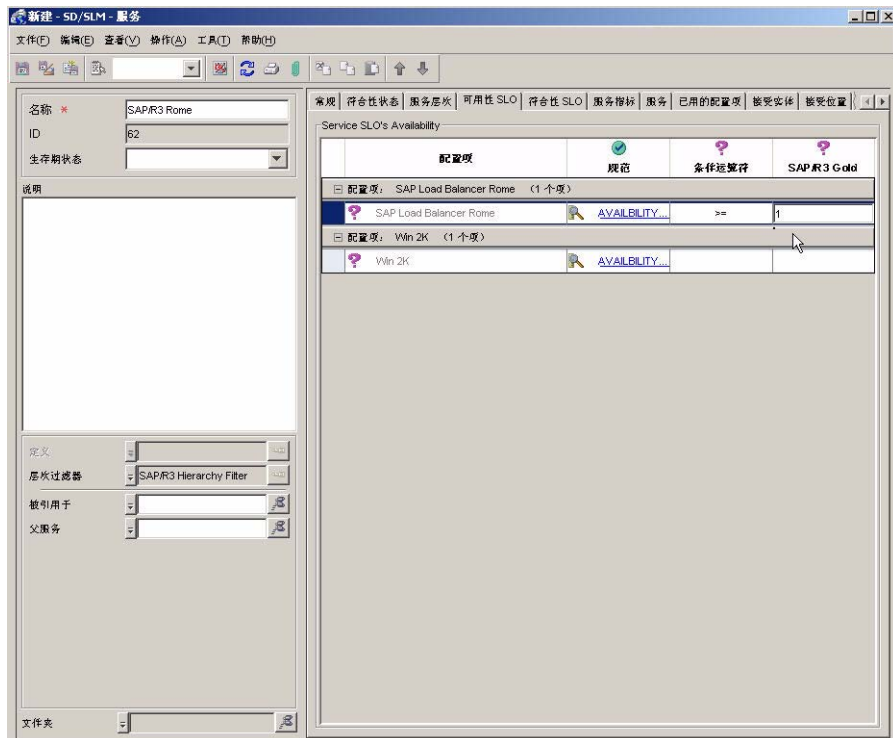 新建 - SD/SLM - 服务
文件(F) 编辑(E) 查看(V) 操作(A) 工具(T) 帮助(H)
名称 *
SAP/R3 Rome
ID
62
生存期状态
说明
定义
层次过滤器
SAP/R3 Hierarchy Filter
被引用于
父服务
文件夹
常规 符合性状态 服务层次 可用性 SLO 符合性 SLO 服务指标 服务 已用的配置项 接受实体 接受位置
Service SLO's Availability
配置项 规范 条件运算符 SAP/R3 Gold
配置项: SAP Load Balancer Rome (1 个项)
SAP Load Balancer Rome AVAILBILITY... >= 1
配置项: Win 2K (1 个项)
Win 2K AVAILBILITY...